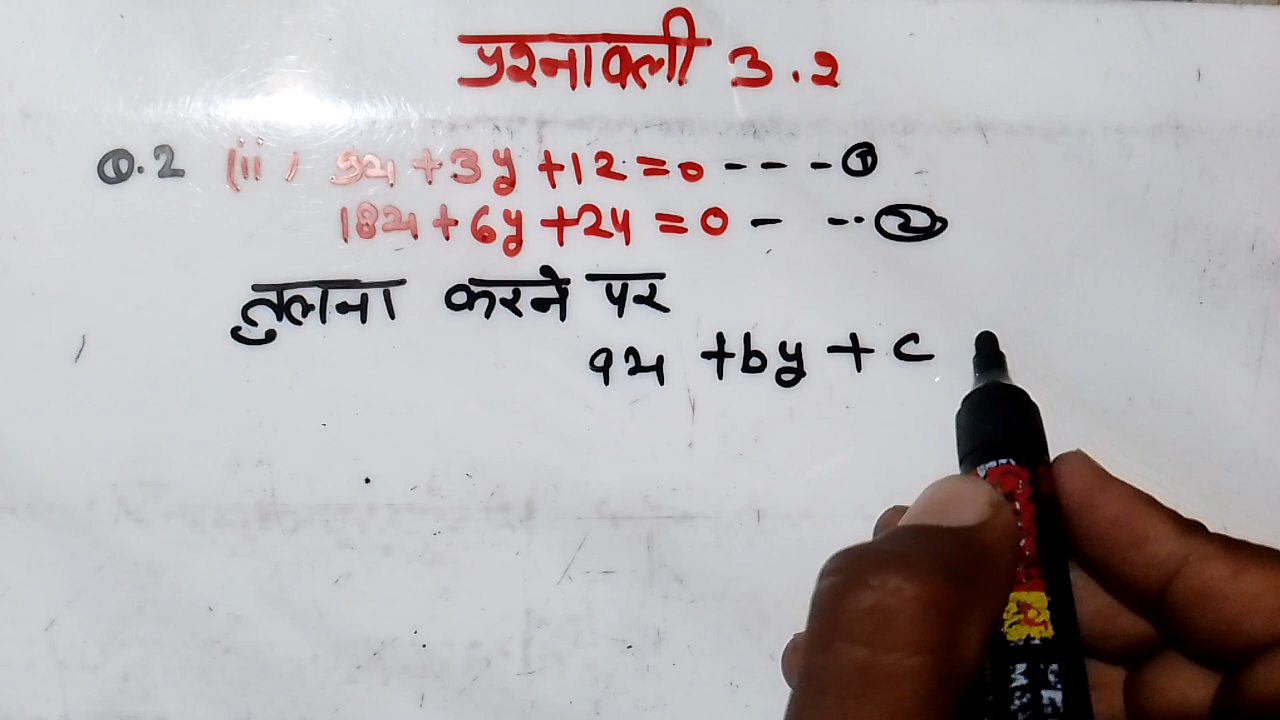 प्रश्नावली 3.2
Q.2 (ii) 9x + 3y + 12 = 0 - - - - ①
18x + 6y + 24 = 0 - - - ②
तुलना करने पर
ax + by + c